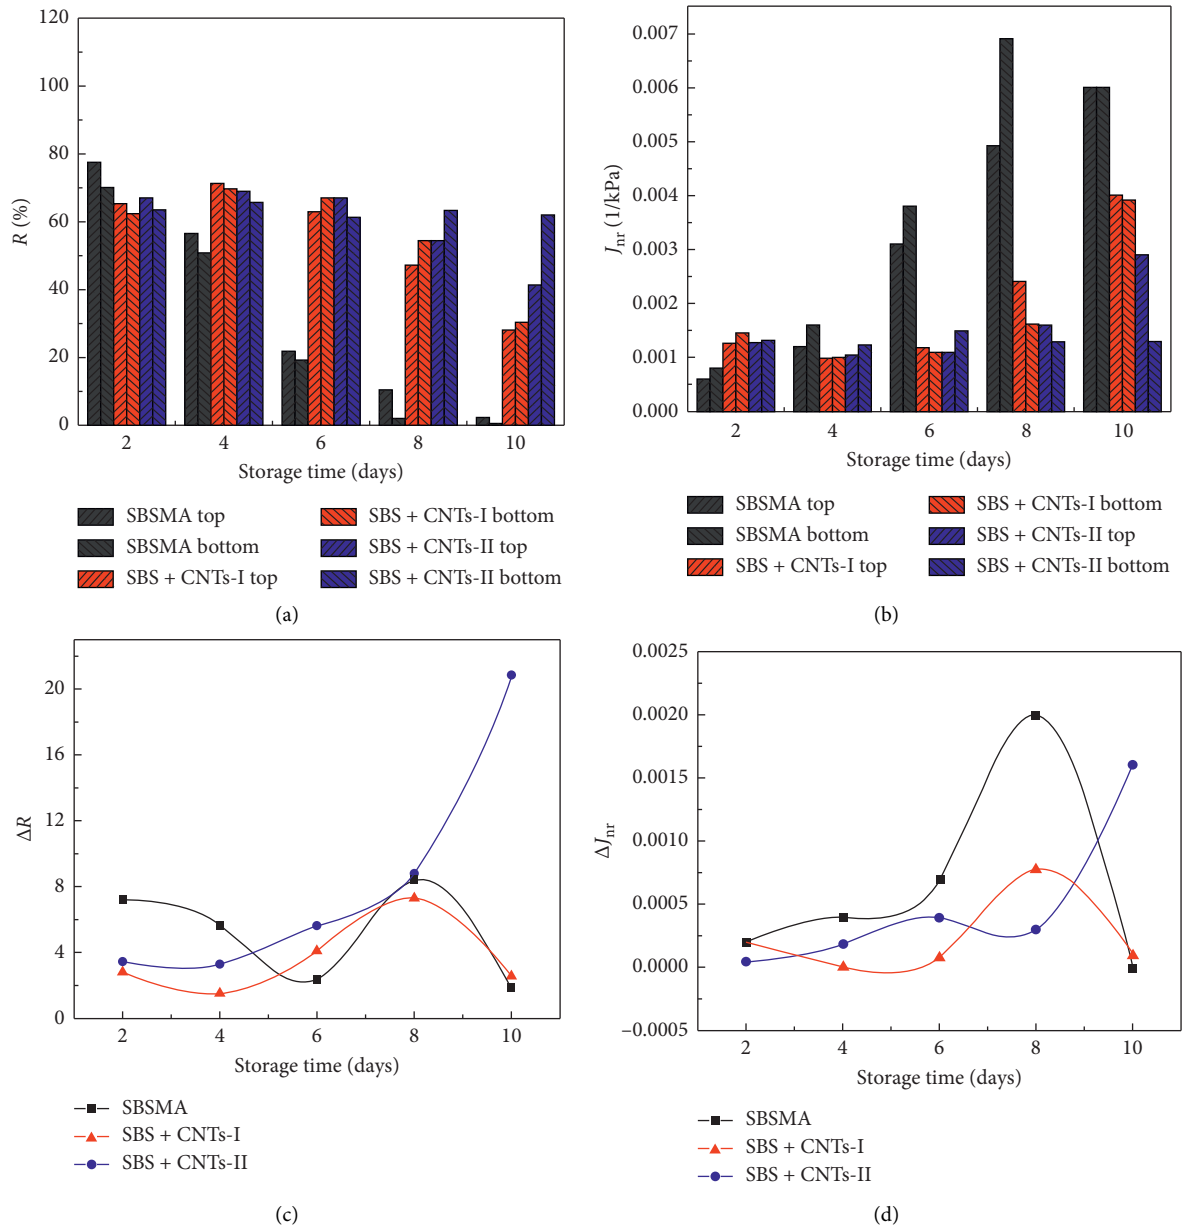 120
100
80
60
40
20
0
R (%)
2 4 6 8 10
Storage time (days)
SBSMA top
SBSMA bottom
SBS + CNTs-I top
SBS + CNTs-I bottom
SBS + CNTs-II top
SBS + CNTs-II bottom
(a)
0.007
0.006
0.005
0.004
0.003
0.002
0.001
0.000
Jnr (1/kPa)
2 4 6 8 10
Storage time (days)
SBSMA top
SBSMA bottom
SBS + CNTs-I top
SBS + CNTs-I bottom
SBS + CNTs-II top
SBS + CNTs-II bottom
(b)
20
16
12
8
4
0
ΔR
2 4 6 8 10
Storage time (days)
SBSMA
SBS + CNTs-I
SBS + CNTs-II
(c)
0.0025
0.0020
0.0015
0.0010
0.0005
0.0000
−0.0005
ΔJnr
2 4 6 8 10
Storage time (days)
SBSMA
SBS + CNTs-I
SBS + CNTs-II
(d)